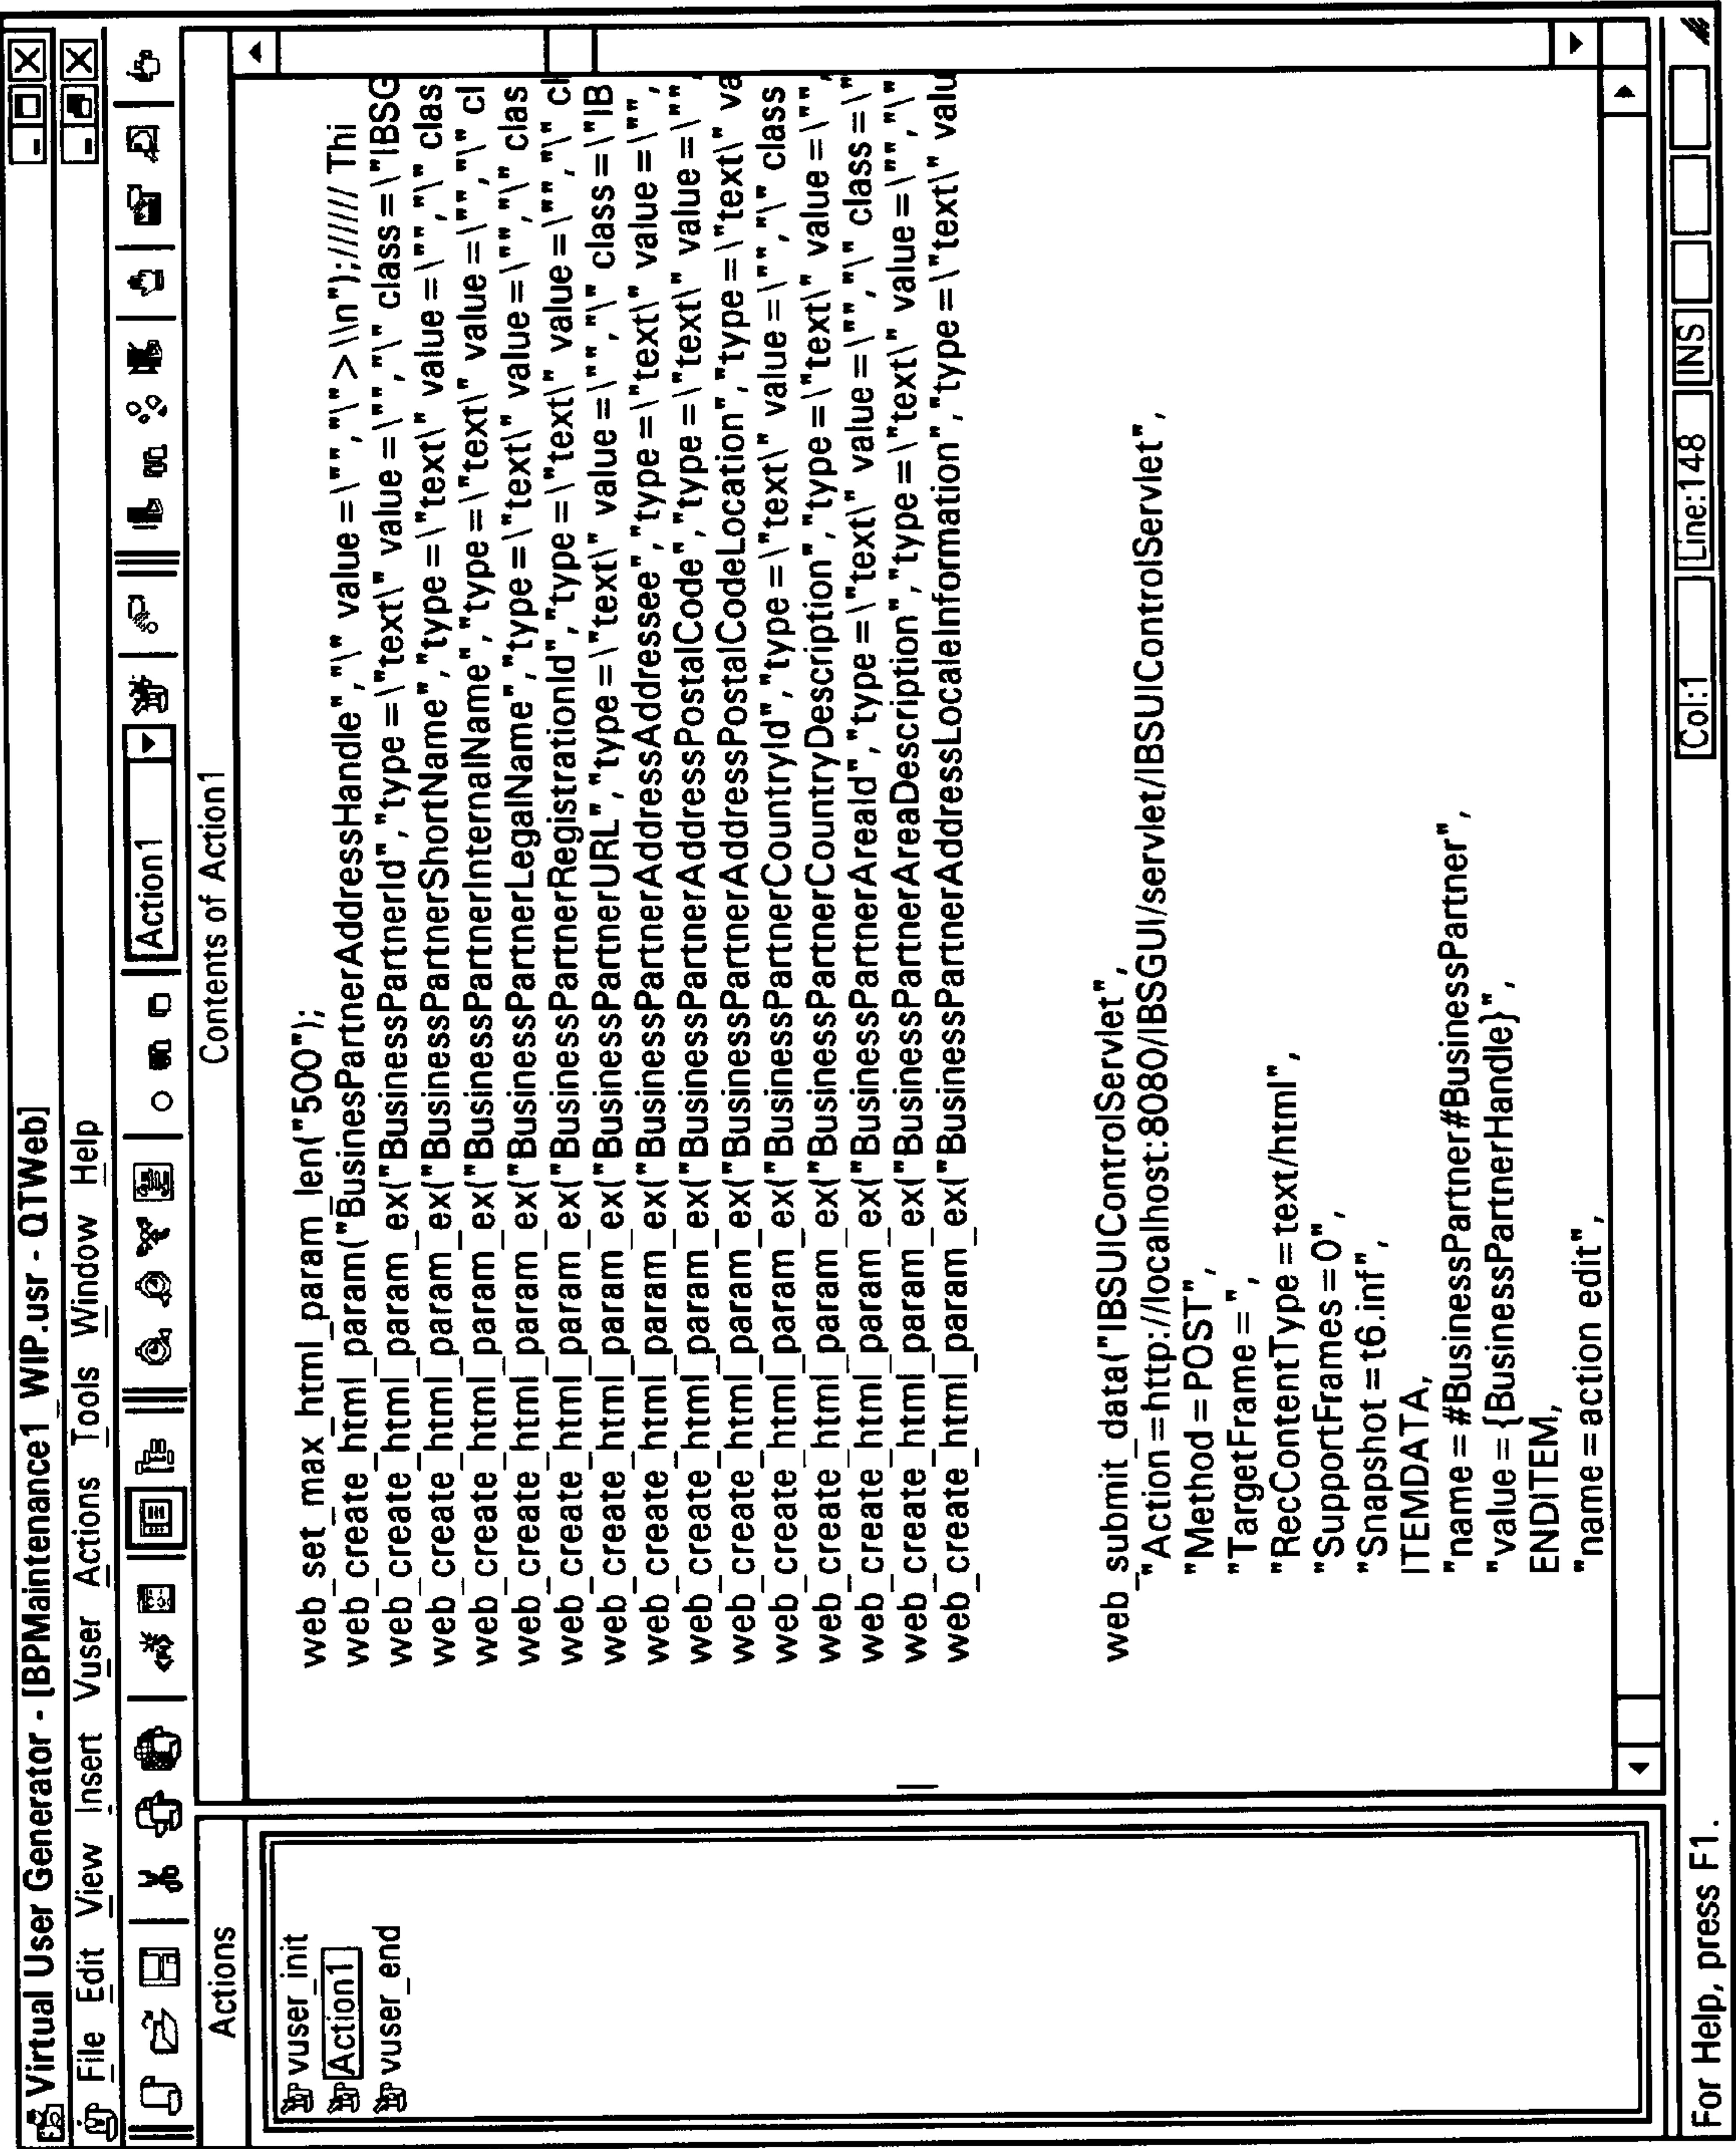 Virtual User Generator - [BPMaintenance1_WIP.usr - QTWeb]
File Edit View Insert Vuser Actions Tools Window Help
Action1
Actions
Contents of Action1
vuser_init
Action1
vuser_end
web_set_max_html_param_len("500");
web_create_html_param("BusinesPartnerAddressHandle","\" value=\"","\">\\n");////// Thi
web_create_html_param_ex("BusinessPartnerId","type=\"text\" value=\"","\" class=\"IBSG
web_create_html_param_ex("BusinessPartnerShortName","type=\"text\" value=\"","\" clas
web_create_html_param_ex("BusinessPartnerInternalName","type=\"text\" value=\"","\" cl
web_create_html_param_ex("BusinessPartnerLegalName","type=\"text\" value=\"","\" clas
web_create_html_param_ex("BusinessPartnerRegistrationId","type=\"text\" value=\"","\" cl
web_create_html_param_ex("BusinessPartnerURL","type=\"text\" value=\"","\" class=\"IB
web_create_html_param_ex("BusinessPartnerAddressAddressee","type=\"text\" value=\"",
web_create_html_param_ex("BusinessPartnerAddressPostalCode","type=\"text\" value=\""
web_create_html_param_ex("BusinessPartnerAddressPostalCodeLocation","type=\"text\" va
web_create_html_param_ex("BusinessPartnerCountryId","type=\"text\" value=\"","\" class
web_create_html_param_ex("BusinessPartnerCountryDescription","type=\"text\" value=\""
web_create_html_param_ex("BusinessPartnerAreaId","type=\"text\" value=\"","\" class=\"
web_create_html_param_ex("BusinessPartnerAreaDescription","type=\"text\" value=\"","\"
web_create_html_param_ex("BusinessPartnerAddressLocaleInformation","type=\"text\" valu
web_submit_data("IBSUIControlServlet",
"Action=http://localhost:8080/IBSGUI/servlet/IBSUIControlServlet",
"Method=POST",
"TargetFrame=",
"RecContentType=text/html",
"SupportFrames=0",
"Snapshot=t6.inf",
ITEMDATA,
"name=#BusinessPartner#BusinessPartner",
"value={BusinessPartnerHandle}",
ENDITEM,
"name=action edit",
For Help, press F1.
Col:1 Line:148 INS